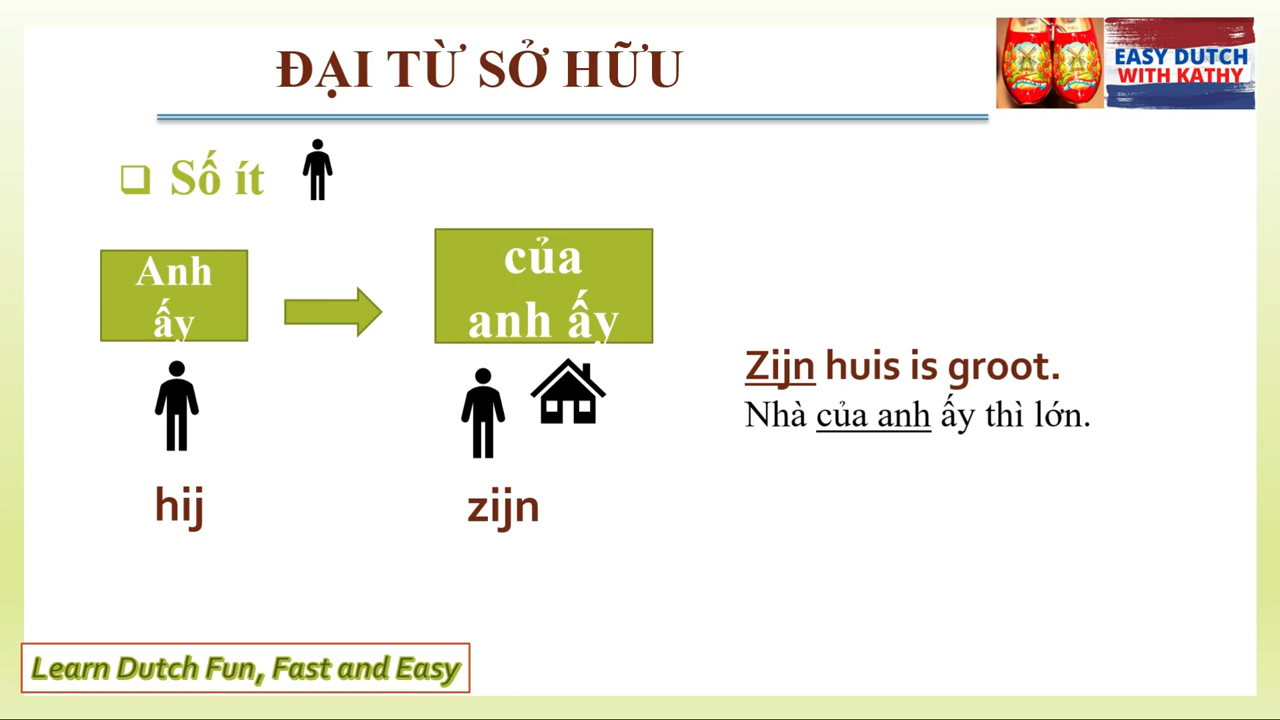 ĐẠI TỪ SỞ HỮU
EASY DUTCH
WITH KATHY
Số ít
Anh
ấy
của
anh ấy
Zijn huis is groot.
Nhà của anh ấy thì lớn.
hij
zijn
Learn Dutch Fun, Fast and Easy